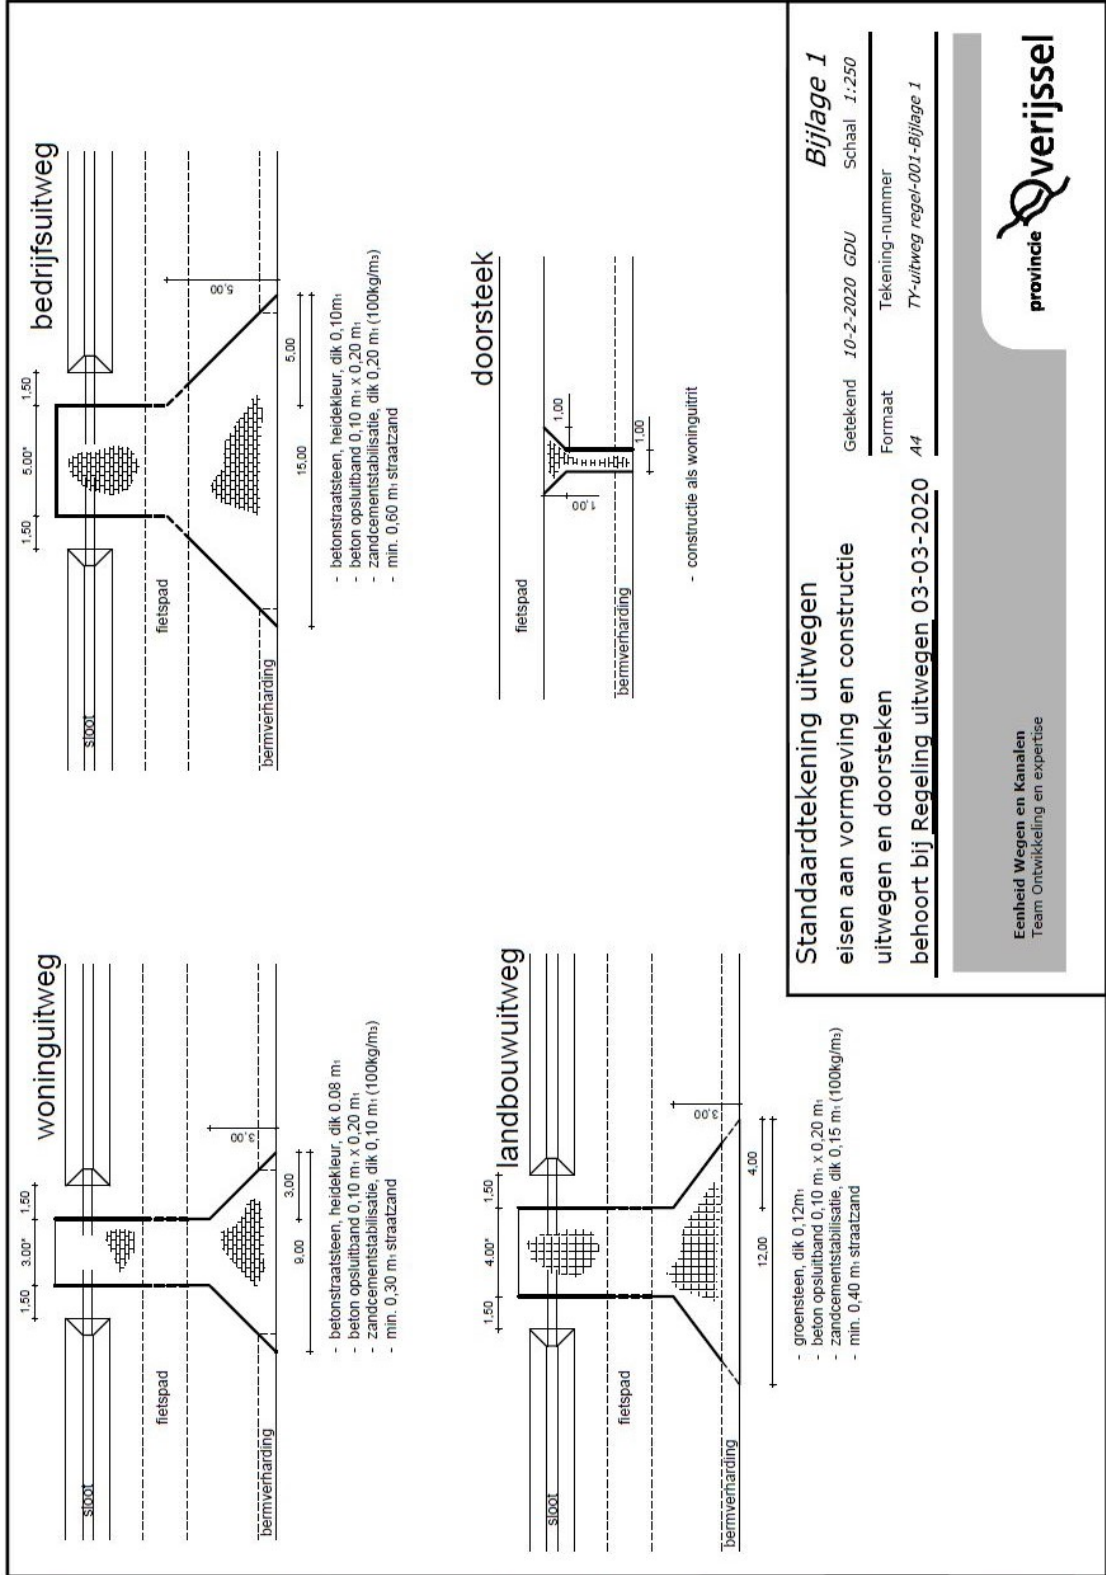 woninguitweg
1,50
3.00*
1,50
sloot
fietspad
3,00
bermverharding
3,00
9,00
- betonstraatsteen, heidekleur, dik 0.08 m1
- beton opsluitband 0,10 m1 x 0,20 m1
- zandcementstabilisatie, dik 0,10 m1 (100kg/m3)
- min. 0,30 m1 straatzand
bedrijfsuitweg
1,50
5.00*
1,50
sloot
fietspad
5,00
bermverharding
5,00
15,00
- betonstraatsteen, heidekleur, dik 0,10m1
- beton opsluitband 0,10 m1 x 0,20 m1
- zandcementstabilisatie, dik 0,20 m1 (100kg/m3)
- min. 0,60 m1 straatzand
landbouwuitweg
1,50
4.00*
1,50
sloot
fietspad
3,00
bermverharding
4,00
12,00
- groensteen, dik 0,12m1
- beton opsluitband 0,10 m1 x 0,20 m1
- zandcementstabilisatie, dik 0,15 m1 (100kg/m3)
- min. 0,40 m1 straatzand
doorsteek
fietspad
1,00
1,00
bermverharding
1,00
- constructie als woninguitrit
Standaardtekening uitwegen
eisen aan vormgeving en constructie
uitwegen en doorsteken
behoort bij Regeling uitwegen 03-03-2020
Bijlage 1
Getekend 10-2-2020 GDU Schaal 1:250
Formaat Tekening-nummer
A4 TY-uitweg regel-001-Bijlage 1
Eenheid Wegen en Kanalen
Team Ontwikkeling en expertise
provincie Overijssel